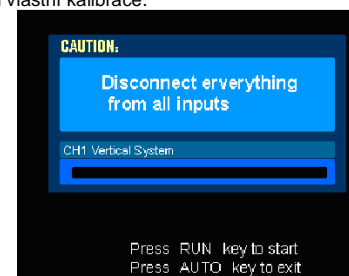 vlastní kalibrace.
CAUTION:
Disconnect erverything
from all inputs
CH1 Vertical System
Press RUN key to start
Press AUTO key to exit